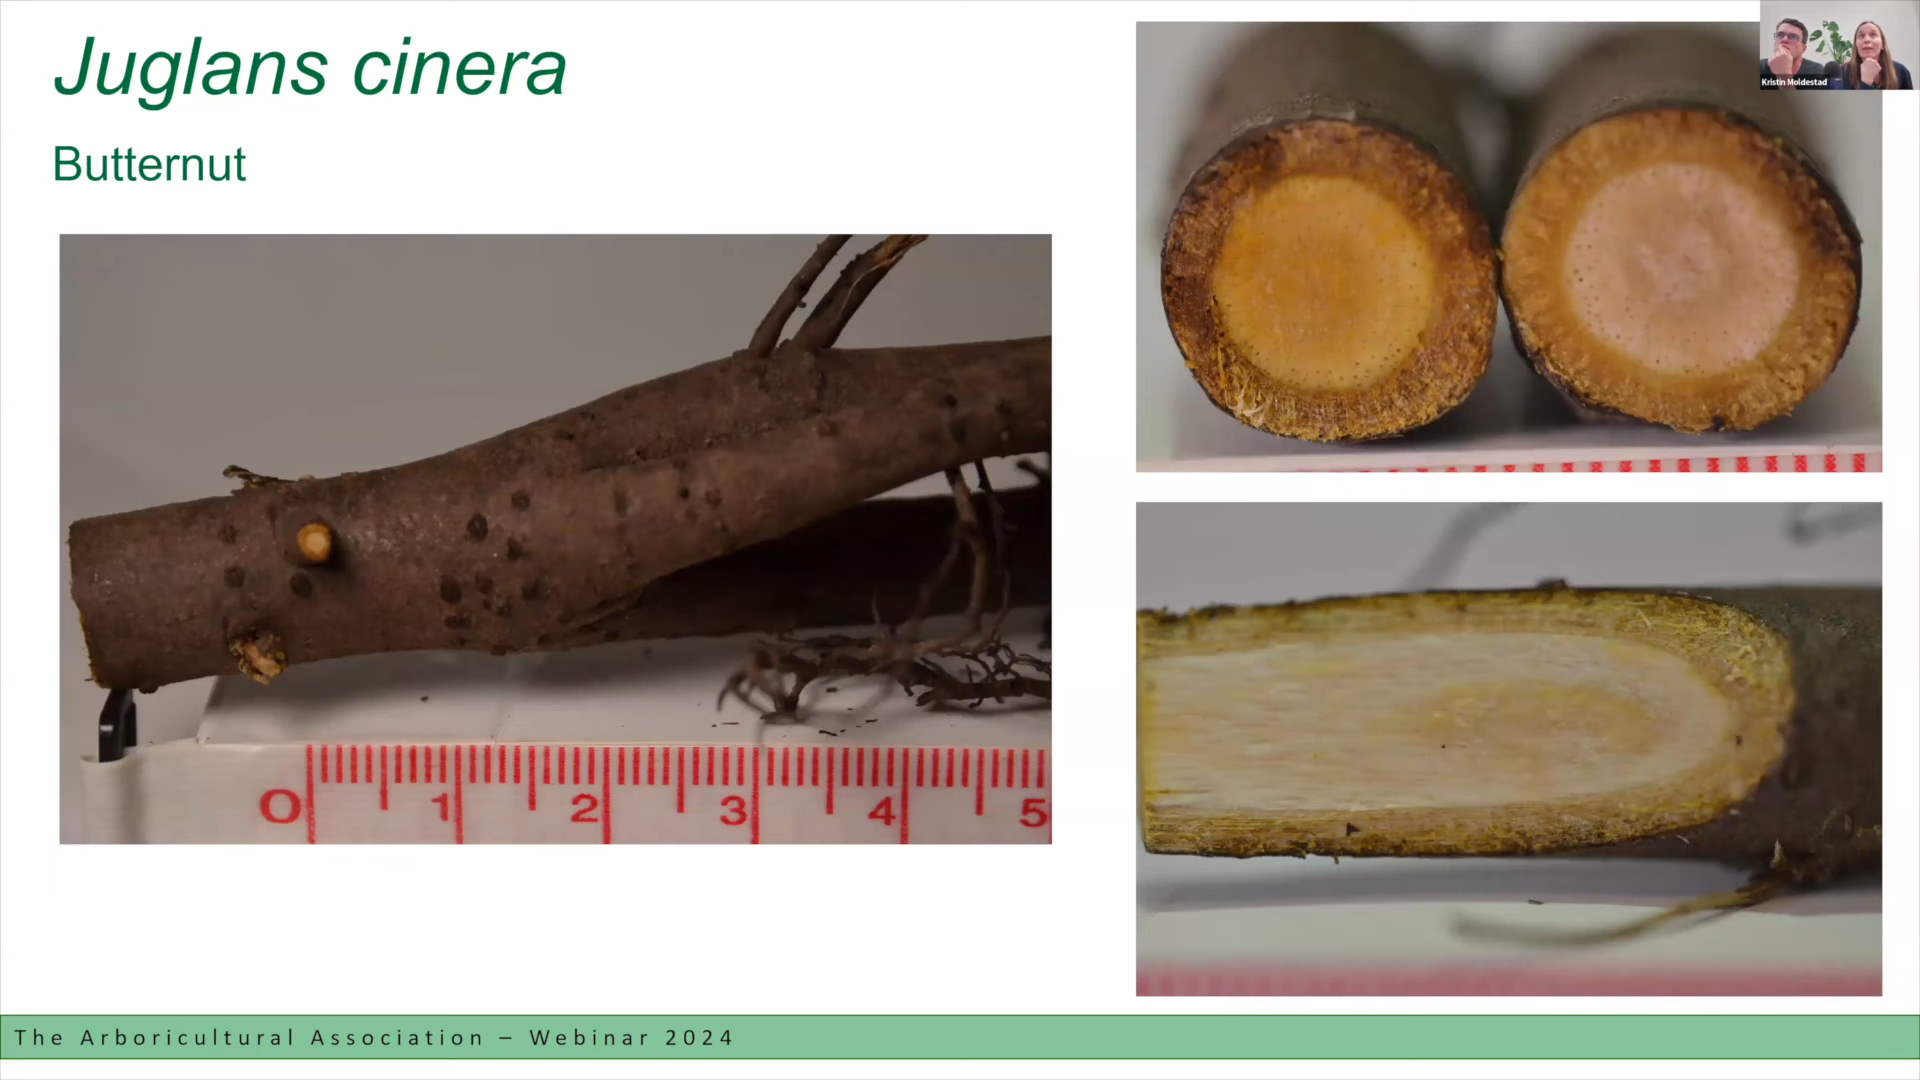 Juglans cinera
Butternut
Kristin Moldestad
0 1 2 3 4 5
The Arboricultural Association – Webinar 2024